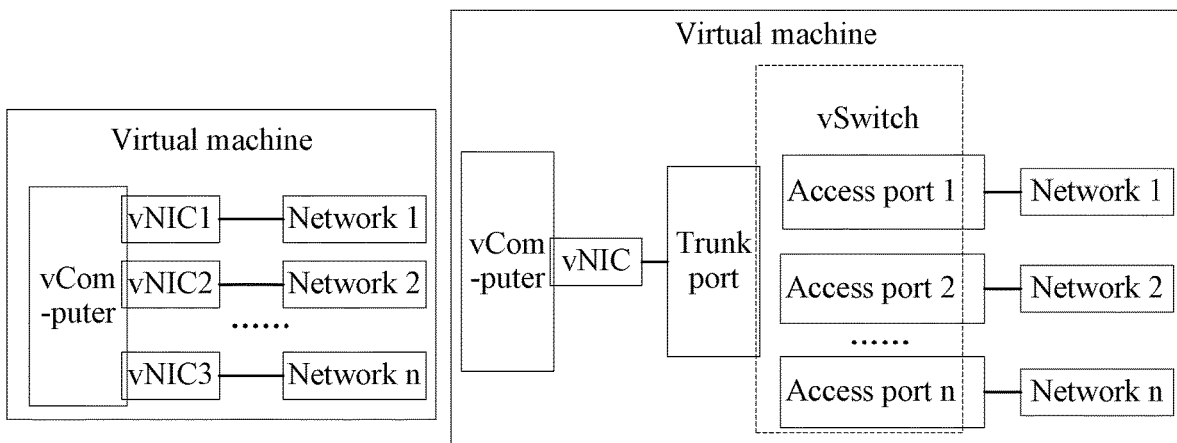 Virtual machine
vCom
-puter
vNIC1
Network 1
vNIC2
Network 2
......
vNIC3
Network n
Virtual machine
vSwitch
vCom
-puter
vNIC
Trunk
port
Access port 1
Network 1
Access port 2
Network 2
......
Access port n
Network n